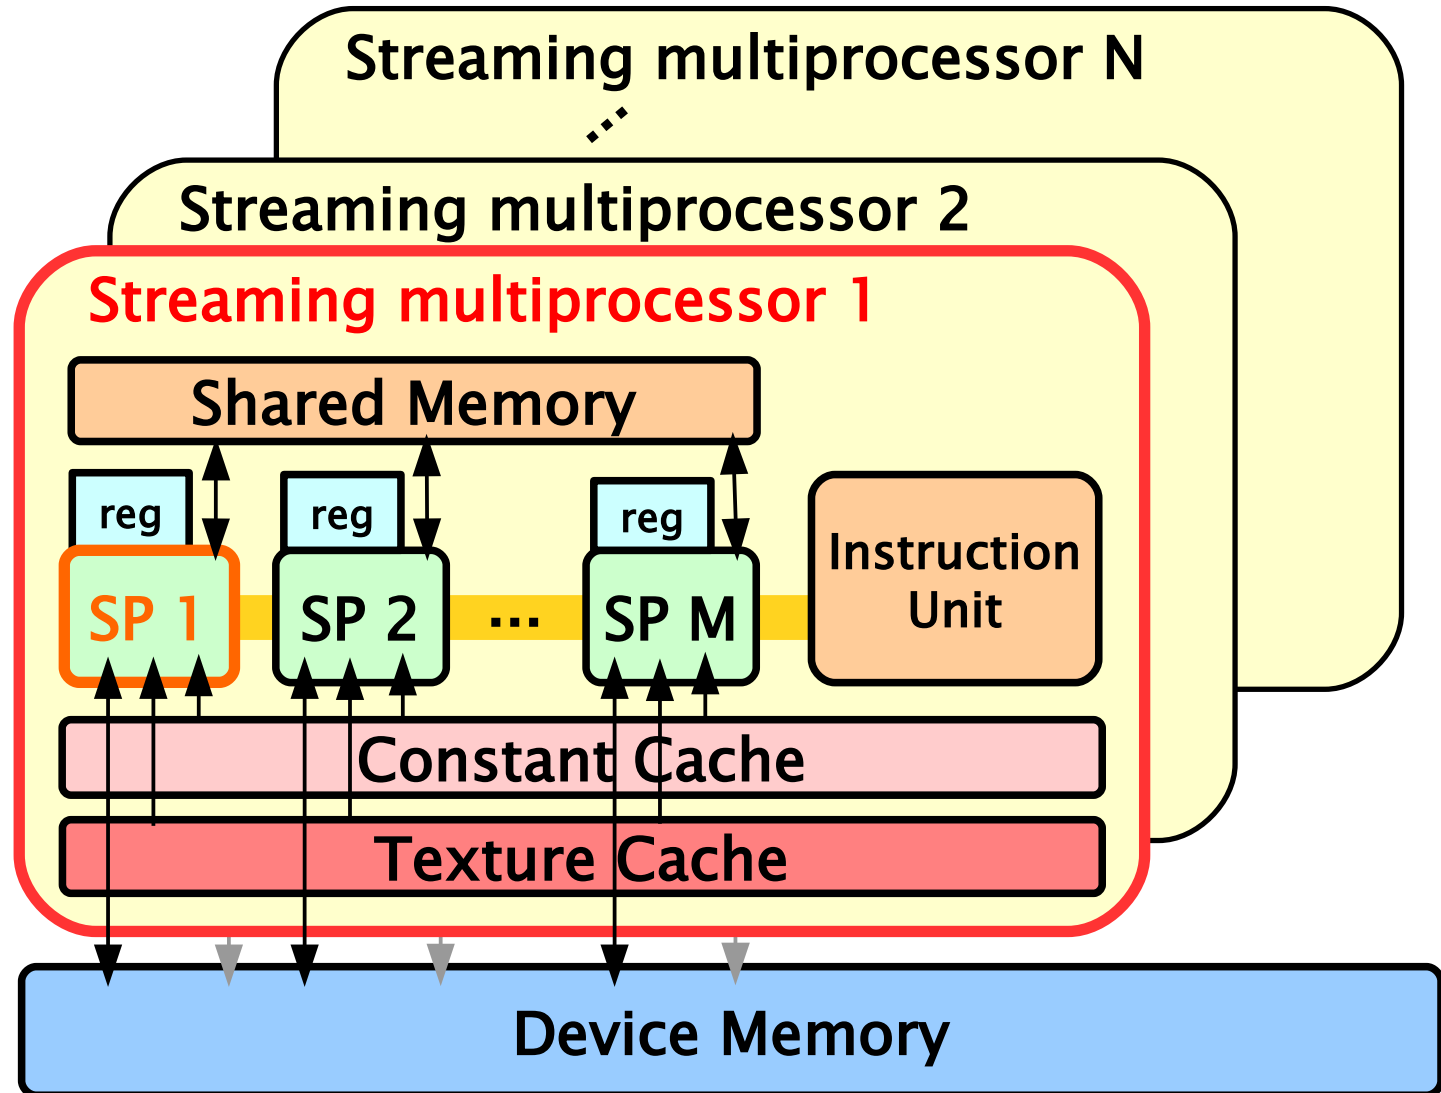 Streaming multiprocessor N
...
Streaming multiprocessor 2
Streaming multiprocessor 1
Shared Memory
reg
reg
reg
SP 1
SP 2
...
SP M
Instruction
Unit
Constant Cache
Texture Cache
Device Memory